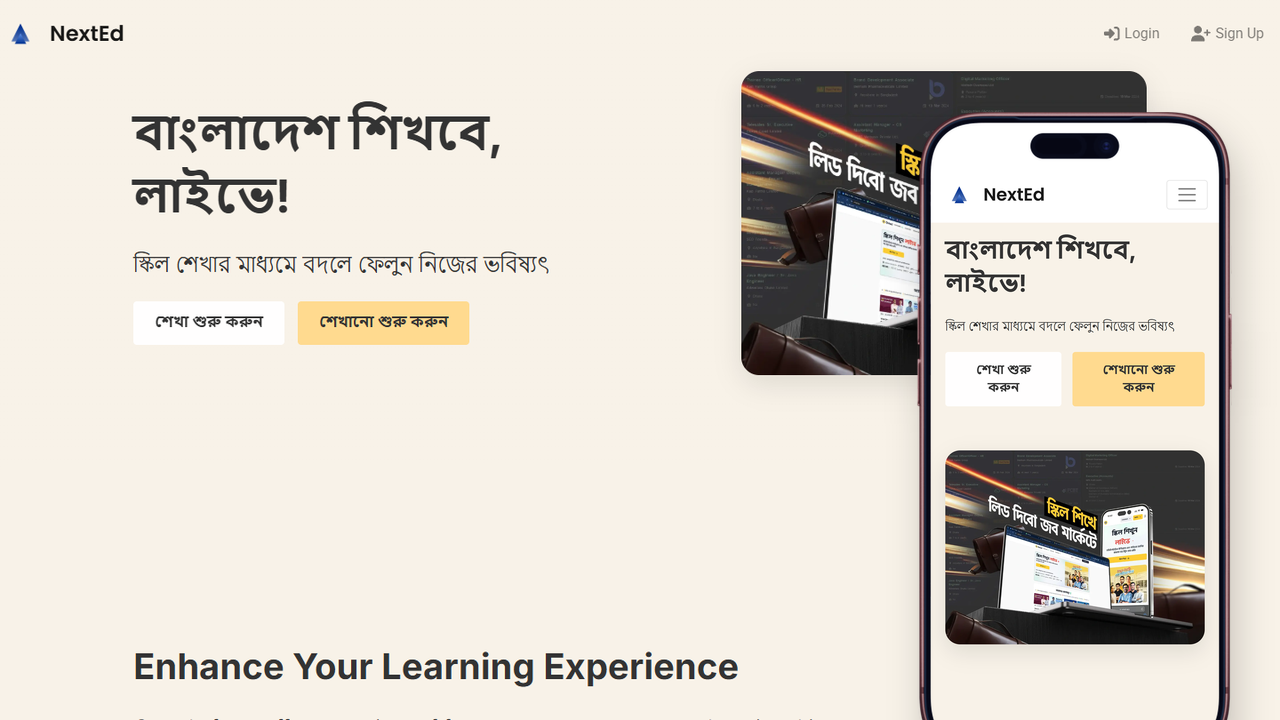 NextEd
Login
Sign Up
বাংলাদেশ শিখবে,
লাইভে!
স্কিল শেখার মাধ্যমে বদলে ফেলুন নিজের ভবিষ্যৎ
শেখা শুরু করুন
শেখানো শুরু করুন
লিড দিবো জব
NextEd
বাংলাদেশ শিখবে,
লাইভে!
স্কিল শেখার মাধ্যমে বদলে ফেলুন নিজের ভবিষ্যৎ
শেখা শুরু
করুন
শেখানো শুরু
করুন
স্কিল শিখে
লিড দিবো জব মার্কেটে
স্কিল শিখুন
লাইভে
Enhance Your Learning Experience